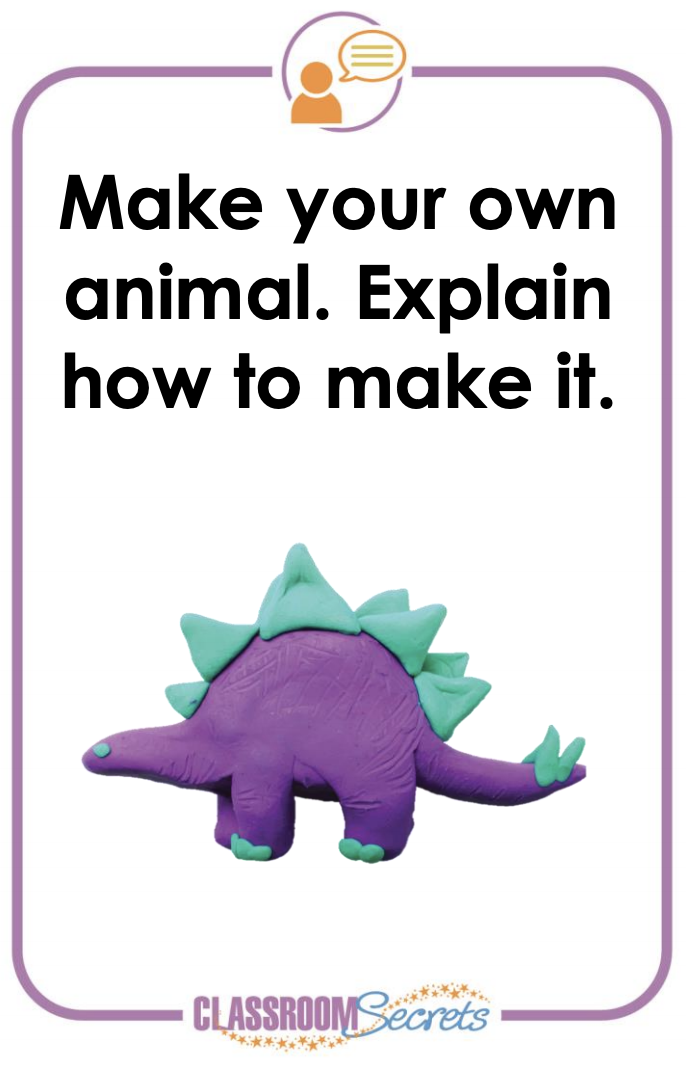 Make your own
animal. Explain
how to make it.
CLASSROOM Secrets